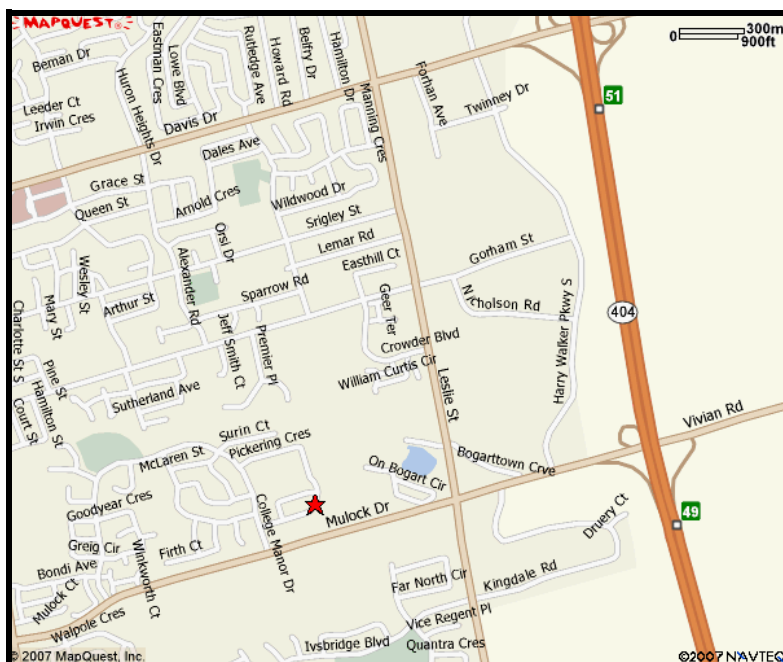 MAPQUEST
0 300m
900ft
Beman Dr
Eastman Cres
Lowe Blvd
Rutledge Ave
Howard Rd
Belfry Dr
Hamilton Dr
Manning Cres
Forhan Ave
Twinney Dr
51
Leeder Ct
Irwin Cres
Huron Heights Dr
Davis Dr
Dales Ave
Grace St
Queen St
Arnold Cres
Wildwood Dr
Srigley St
Lemar Rd
Easthill Ct
Gorham St
Orsi Dr
Alexander Rd
Wesley St
Mary St
Arthur St
Sparrow Rd
Jeff Smith Ct
Premier Pl
Geer Ter
Nicholson Rd
Harry Walker Pkwy S
404
Charlotte St S
Crowder Blvd
William Curtis Cir
Leslie St
Pine St
Hamilton St
Court St
Sutherland Ave
Vivian Rd
Surin Ct
Pickering Cres
McLaren St
Bogarttown Crve
On Bogart Cir
Goodyear Cres
College Manor Dr
Mulock Dr
Druery Ct
49
Greig Cir
Firth Ct
Bondi Ave
Winkworth Ct
Mulock Ct
Walpole Cres
Far North Cir
Kingdale Rd
Vice Regent Pl
Ivsbridge Blvd
Quantra Cres
© 2007 MapQuest, Inc.
©2007 NAVTEQ